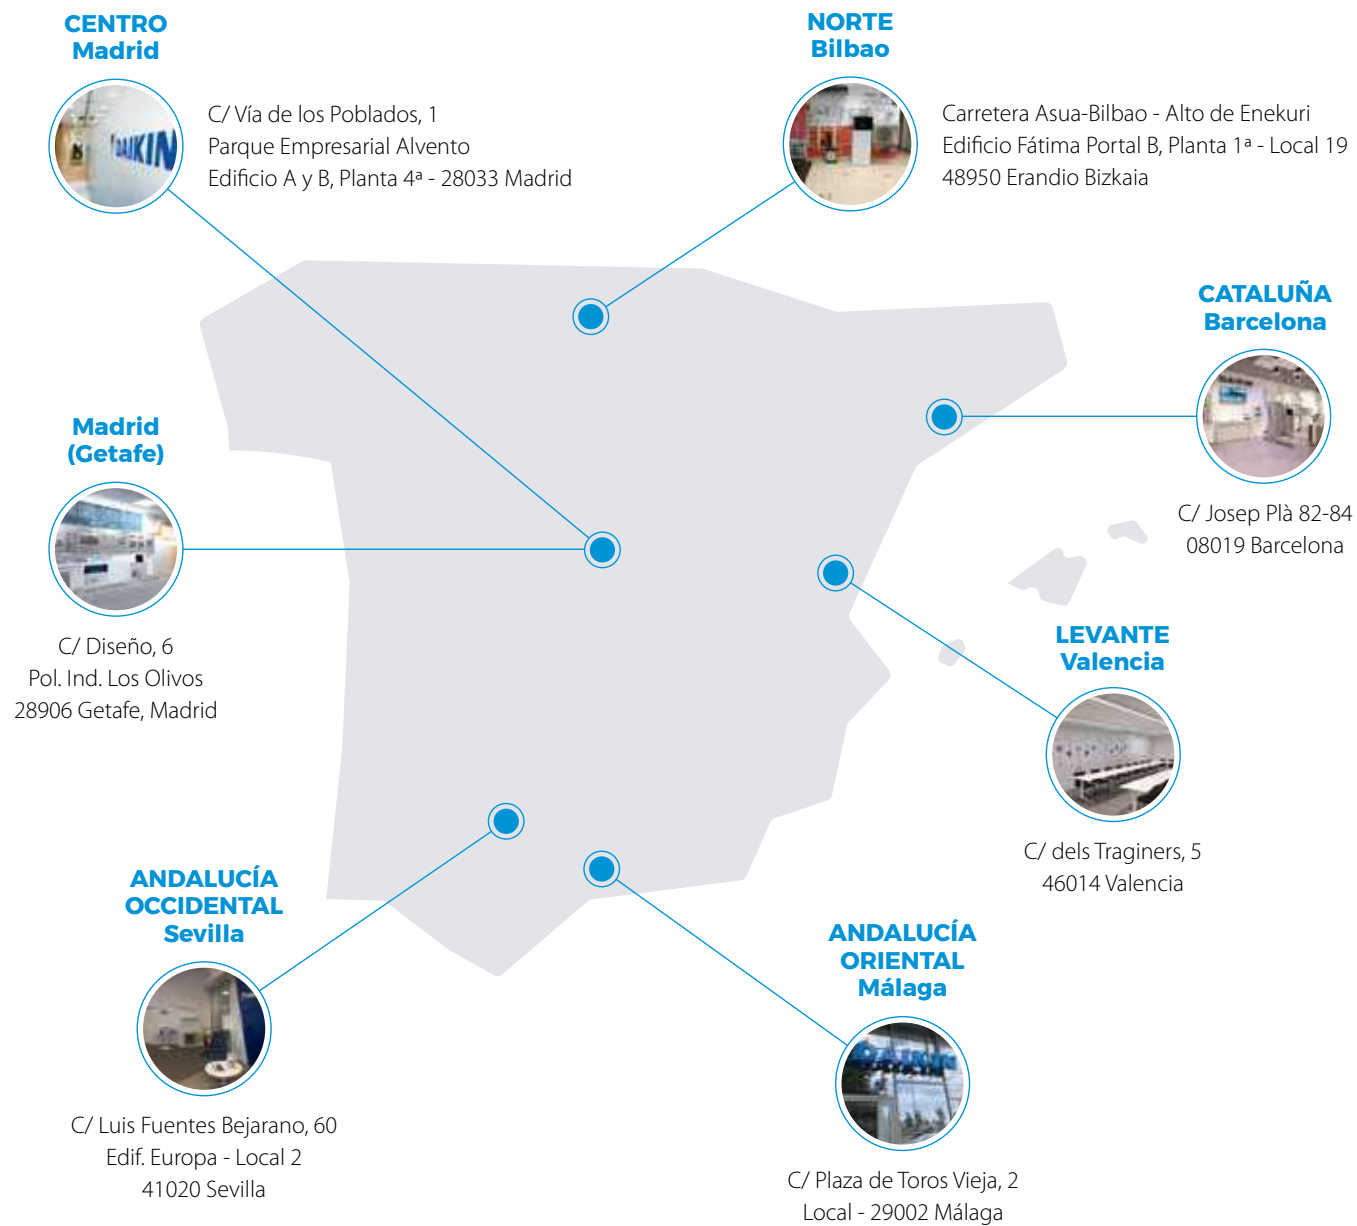 CENTRO
Madrid
DAIKIN
C/ Vía de los Poblados, 1
Parque Empresarial Alvento
Edificio A y B, Planta 4ª - 28033 Madrid
NORTE
Bilbao
Carretera Asua-Bilbao - Alto de Enekuri
Edificio Fátima Portal B, Planta 1ª - Local 19
48950 Erandio Bizkaia
CATALUÑA
Barcelona
C/ Josep Plà 82-84
08019 Barcelona
Madrid
(Getafe)
C/ Diseño, 6
Pol. Ind. Los Olivos
28906 Getafe, Madrid
LEVANTE
Valencia
C/ dels Traginers, 5
46014 Valencia
ANDALUCÍA
OCCIDENTAL
Sevilla
C/ Luis Fuentes Bejarano, 60
Edif. Europa - Local 2
41020 Sevilla
ANDALUCÍA
ORIENTAL
Málaga
DAIKIN
C/ Plaza de Toros Vieja, 2
Local - 29002 Málaga